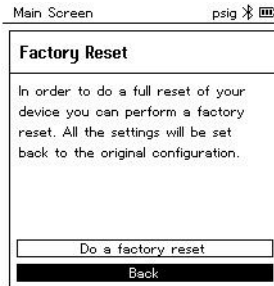 Main Screen psig
Factory Reset
In order to do a full reset of your
device you can perform a factory
reset. All the settings will be set
back to the original configuration.
Do a factory reset
Back